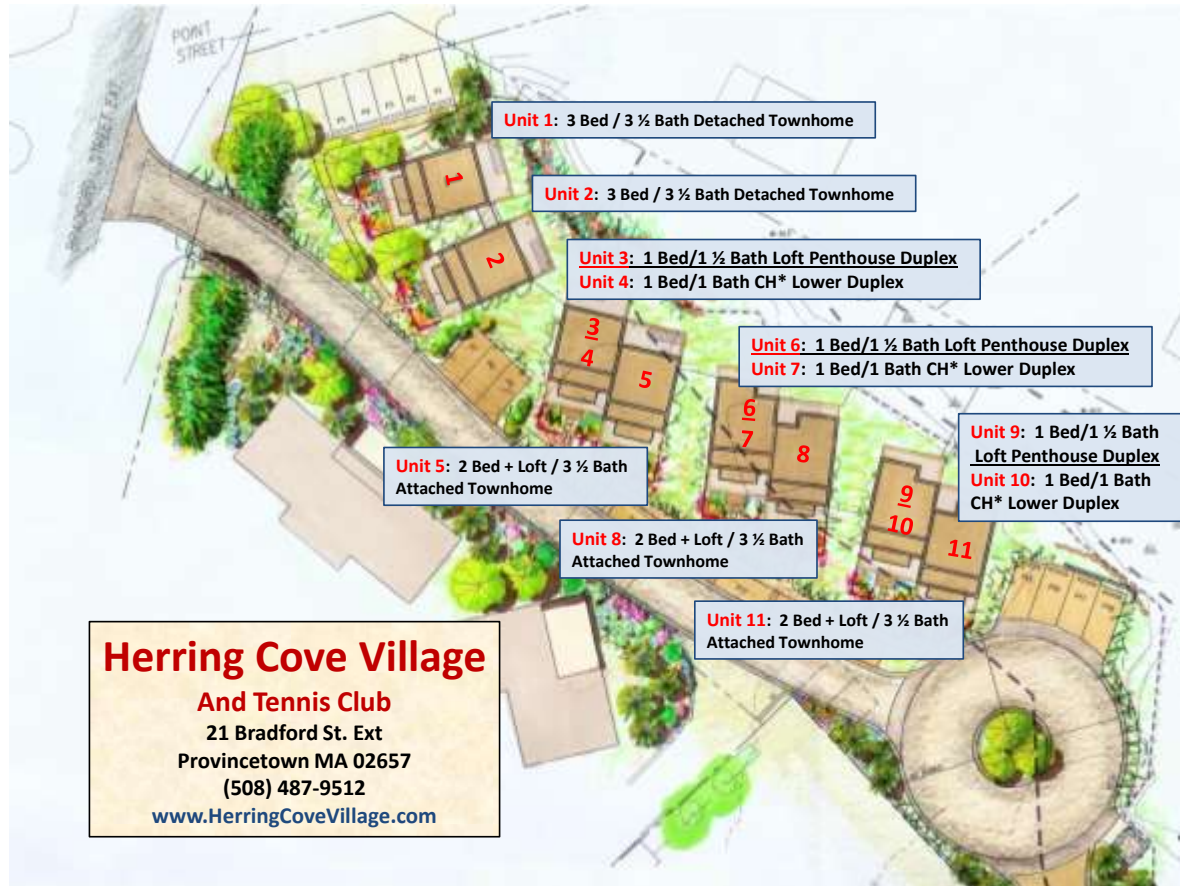 POINT
STREET
BRADFORD STREET EXT
Unit 1: 3 Bed / 3 ½ Bath Detached Townhome
1
Unit 2: 3 Bed / 3 ½ Bath Detached Townhome
2
Unit 3: 1 Bed/1 ½ Bath Loft Penthouse Duplex
Unit 4: 1 Bed/1 Bath CH* Lower Duplex
3
4
5
Unit 6: 1 Bed/1 ½ Bath Loft Penthouse Duplex
Unit 7: 1 Bed/1 Bath CH* Lower Duplex
6
7
8
Unit 9: 1 Bed/1 ½ Bath
Loft Penthouse Duplex
Unit 10: 1 Bed/1 Bath
CH* Lower Duplex
9
10
11
Unit 5: 2 Bed + Loft / 3 ½ Bath
Attached Townhome
Unit 8: 2 Bed + Loft / 3 ½ Bath
Attached Townhome
Unit 11: 2 Bed + Loft / 3 ½ Bath
Attached Townhome
Herring Cove Village
And Tennis Club
21 Bradford St. Ext
Provincetown MA 02657
(508) 487-9512
www.HerringCoveVillage.com